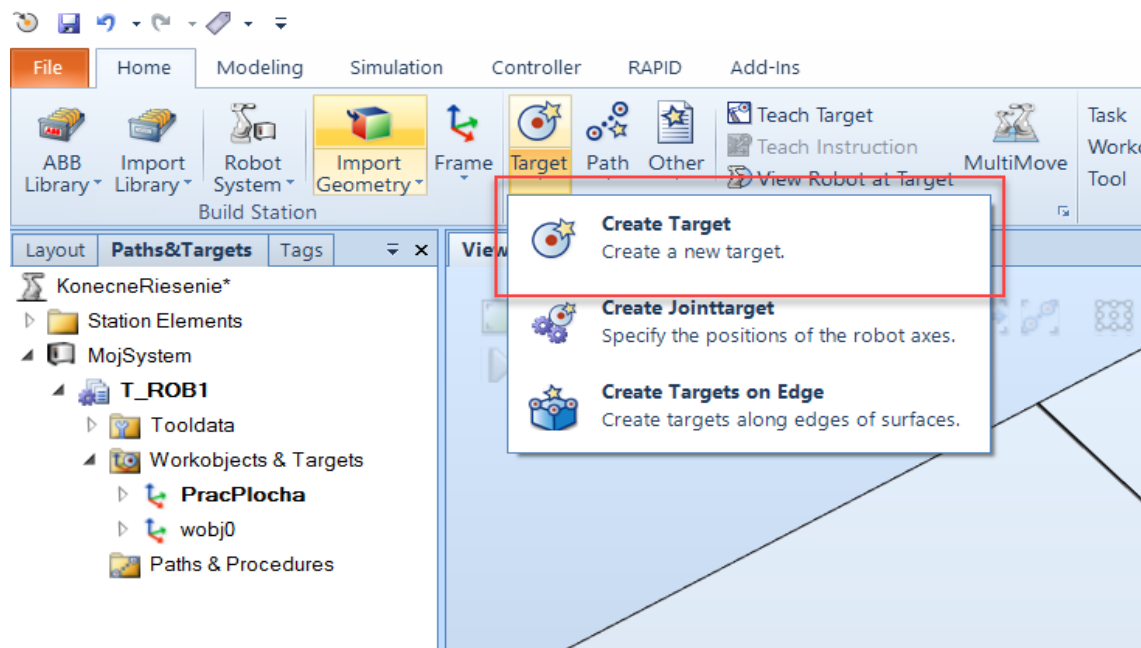 File Home Modeling Simulation Controller RAPID Add-Ins
ABB Library
Import Library
Robot System
Import Geometry
Frame
Target
Path
Other
Teach Target
Teach Instruction
View Robot at Target
MultiMove
Task
Tool
Build Station
Layout Paths&Targets Tags
KonecneRiesenie*
Station Elements
MojSystem
T_ROB1
Tooldata
Workobjects & Targets
PracPlocha
wobj0
Paths & Procedures
Create Target
Create a new target.
Create Jointtarget
Specify the positions of the robot axes.
Create Targets on Edge
Create targets along edges of surfaces.